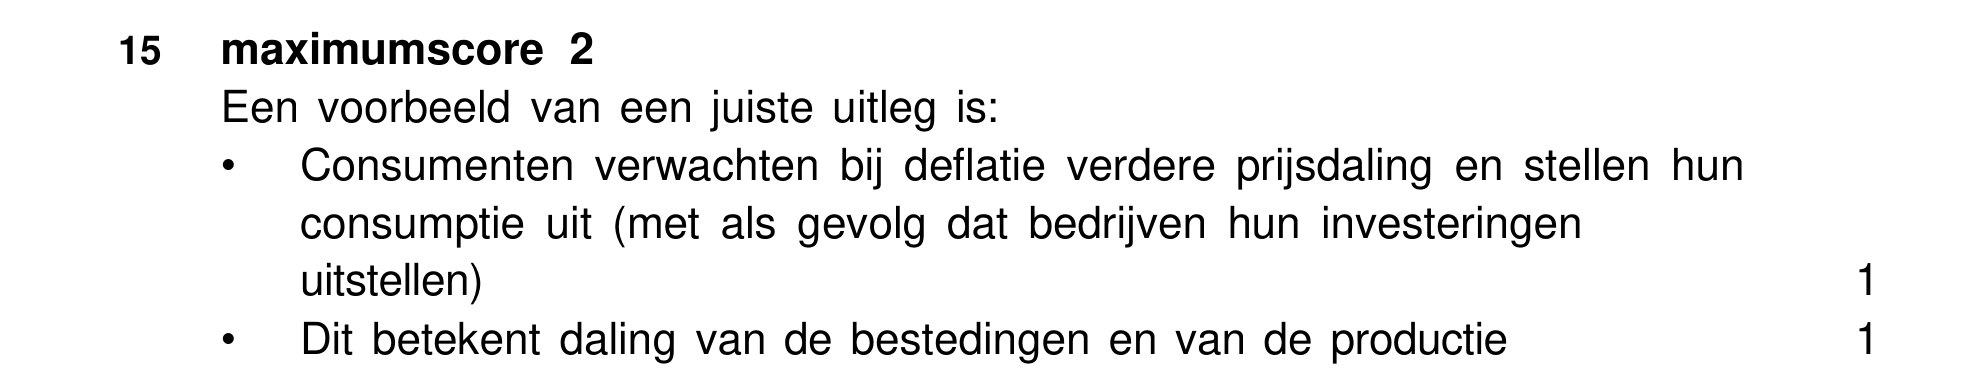 15 maximumscore 2
Een voorbeeld van een juiste uitleg is:
• Consumenten verwachten bij deflatie verdere prijsdaling en stellen hun
consumptie uit (met als gevolg dat bedrijven hun investeringen
uitstellen) 1
• Dit betekent daling van de bestedingen en van de productie 1